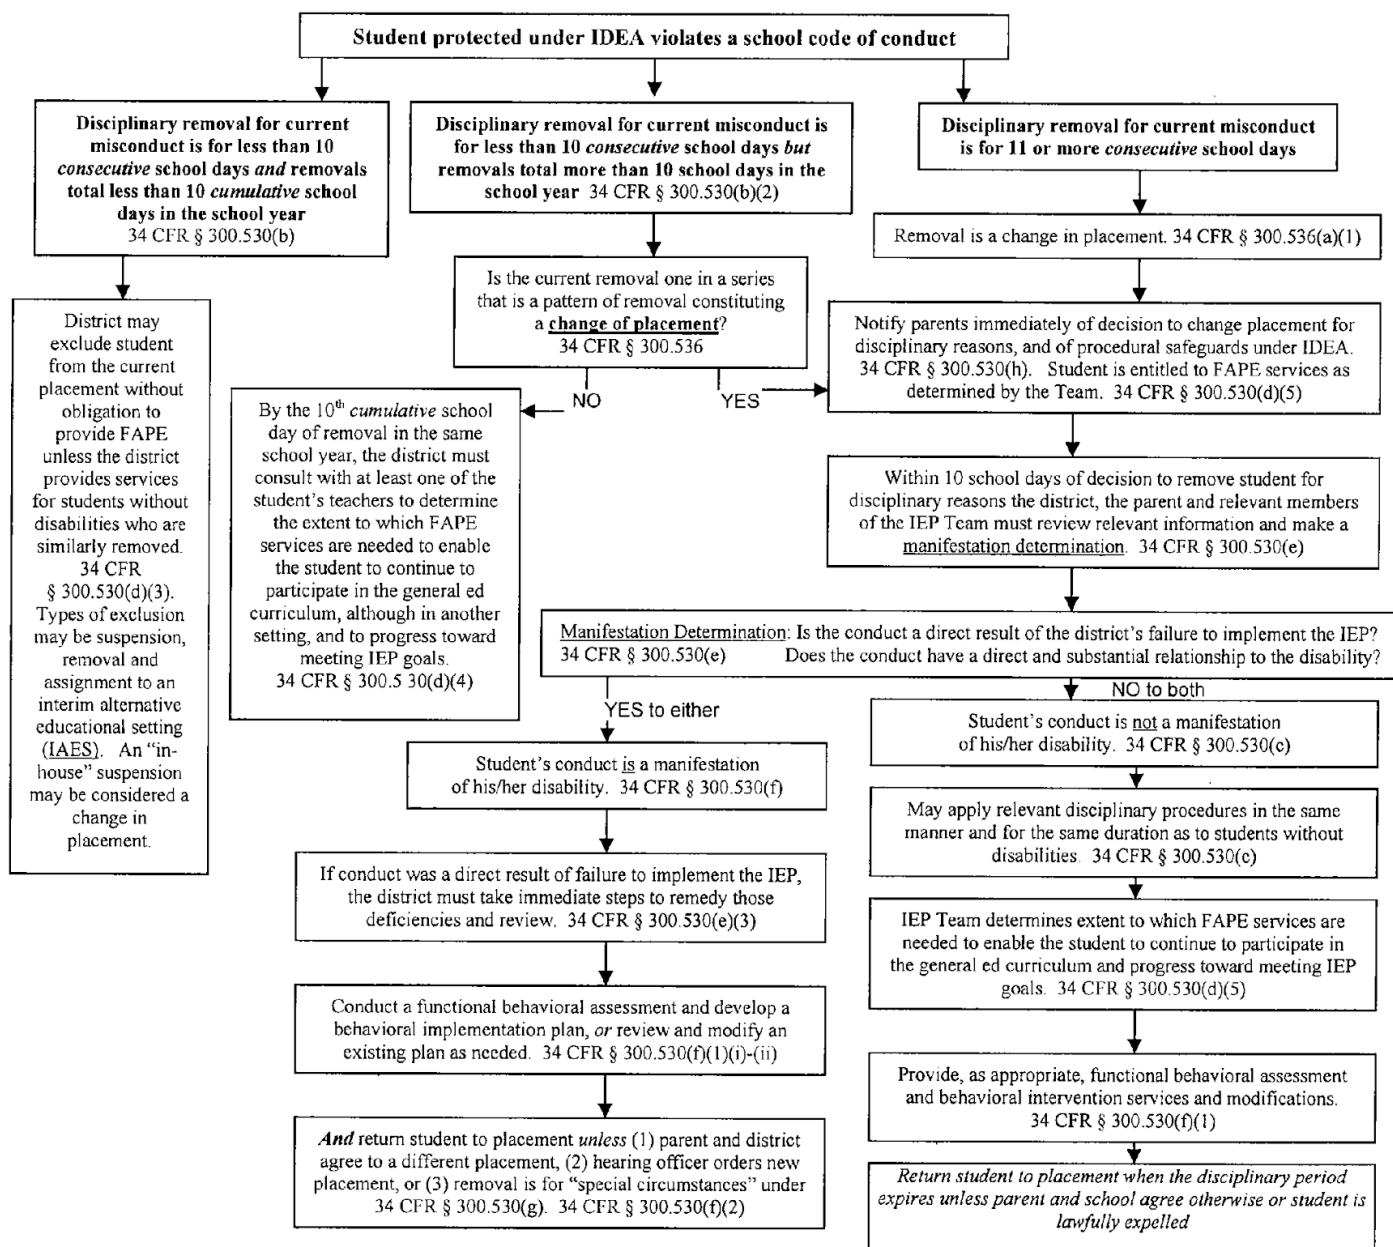 Student protected under IDEA violates a school code of conduct
Disciplinary removal for current
misconduct is for less than 10
consecutive school days and removals
total less than 10 cumulative school
days in the school year
34 CFR § 300.530(b)
District may
exclude student
from the current
placement without
obligation to
provide FAPE
unless the district
provides services
for students without
disabilities who are
similarly removed.
34 CFR
§ 300.530(d)(3).
Types of exclusion
may be suspension,
removal and
assignment to an
interim alternative
educational setting
(IAES). An “in-
house” suspension
may be considered a
change in
placement.
Disciplinary removal for current misconduct is
for less than 10 consecutive school days but
removals total more than 10 school days in the
school year 34 CFR § 300.530(b)(2)
Is the current removal one in a series
that is a pattern of removal constituting
a change of placement?
34 CFR § 300.536
NO
YES
By the 10th cumulative school
day of removal in the same
school year, the district must
consult with at least one of the
student’s teachers to determine
the extent to which FAPE
services are needed to enable
the student to continue to
participate in the general ed
curriculum, although in another
setting, and to progress toward
meeting IEP goals.
34 CFR § 300.5 30(d)(4)
Disciplinary removal for current misconduct
is for 11 or more consecutive school days
Removal is a change in placement. 34 CFR § 300.536(a)(1)
Notify parents immediately of decision to change placement for
disciplinary reasons, and of procedural safeguards under IDEA.
34 CFR § 300.530(h). Student is entitled to FAPE services as
determined by the Team. 34 CFR § 300.530(d)(5)
Within 10 school days of decision to remove student for
disciplinary reasons the district, the parent and relevant members
of the IEP Team must review relevant information and make a
manifestation determination. 34 CFR § 300.530(e)
Manifestation Determination: Is the conduct a direct result of the district’s failure to implement the IEP?
34 CFR § 300.530(e) Does the conduct have a direct and substantial relationship to the disability?
YES to either
Student’s conduct is a manifestation
of his/her disability. 34 CFR § 300.530(f)
If conduct was a direct result of failure to implement the IEP,
the district must take immediate steps to remedy those
deficiencies and review. 34 CFR § 300.530(e)(3)
Conduct a functional behavioral assessment and develop a
behavioral implementation plan, or review and modify an
existing plan as needed. 34 CFR § 300.530(f)(1)(i)-(ii)
And return student to placement unless (1) parent and district
agree to a different placement, (2) hearing officer orders new
placement, or (3) removal is for “special circumstances” under
34 CFR § 300.530(g). 34 CFR § 300.530(f)(2)
NO to both
Student’s conduct is not a manifestation
of his/her disability. 34 CFR § 300.530(c)
May apply relevant disciplinary procedures in the same
manner and for the same duration as to students without
disabilities. 34 CFR § 300.530(c)
IEP Team determines extent to which FAPE services are
needed to enable the student to continue to participate in
the general ed curriculum and progress toward meeting IEP
goals. 34 CFR § 300.530(d)(5)
Provide, as appropriate, functional behavioral assessment
and behavioral intervention services and modifications.
34 CFR § 300.530(f)(1)
Return student to placement when the disciplinary period
expires unless parent and school agree otherwise or student is
lawfully expelled